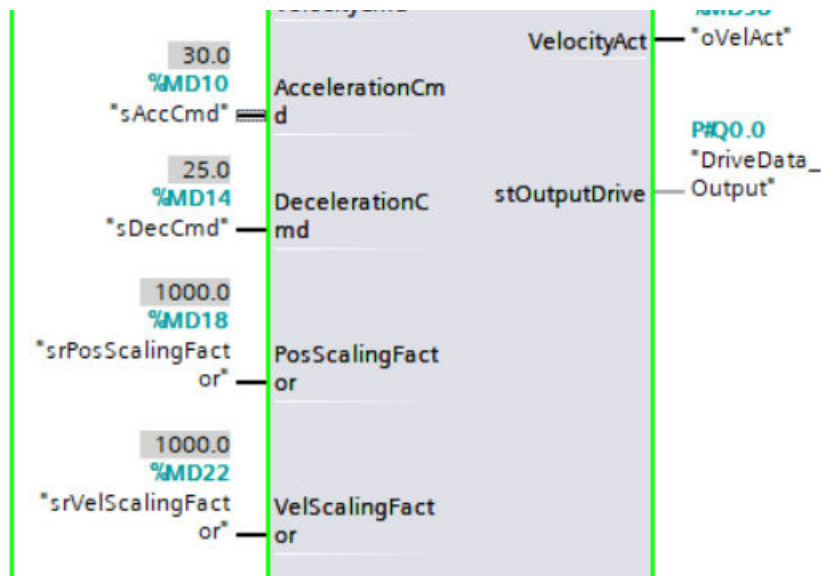 VelocityAct
"oVelAct"
30.0
%MD10
"sAccCmd"
AccelerationCm
d
P#Q0.0
"DriveData_
Output"
stOutputDrive
25.0
%MD14
"sDecCmd"
DecelerationC
md
1000.0
%MD18
"srPosScalingFact
or"
PosScalingFact
or
1000.0
%MD22
"srVelScalingFact
or"
VelScalingFact
or